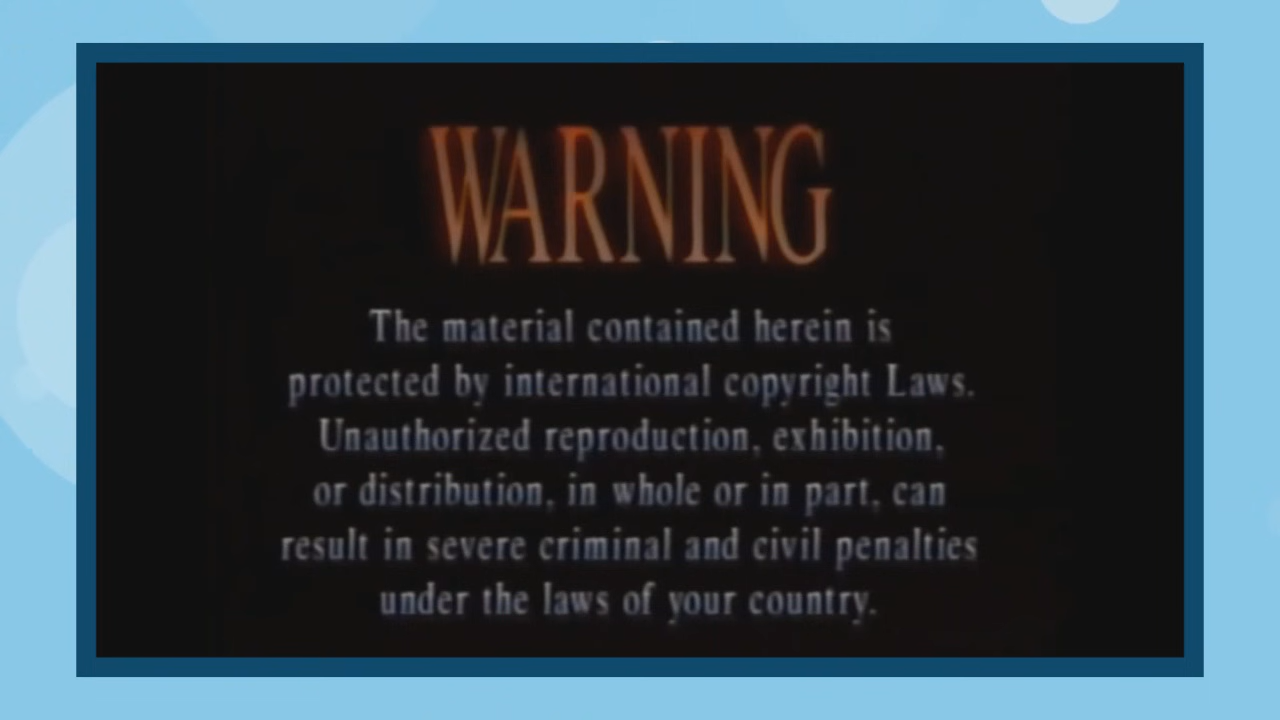 WARNING
The material contained herein is
protected by international copyright Laws.
Unauthorized reproduction, exhibition,
or distribution, in whole or in part, can
result in severe criminal and civil penalties
under the laws of your country.